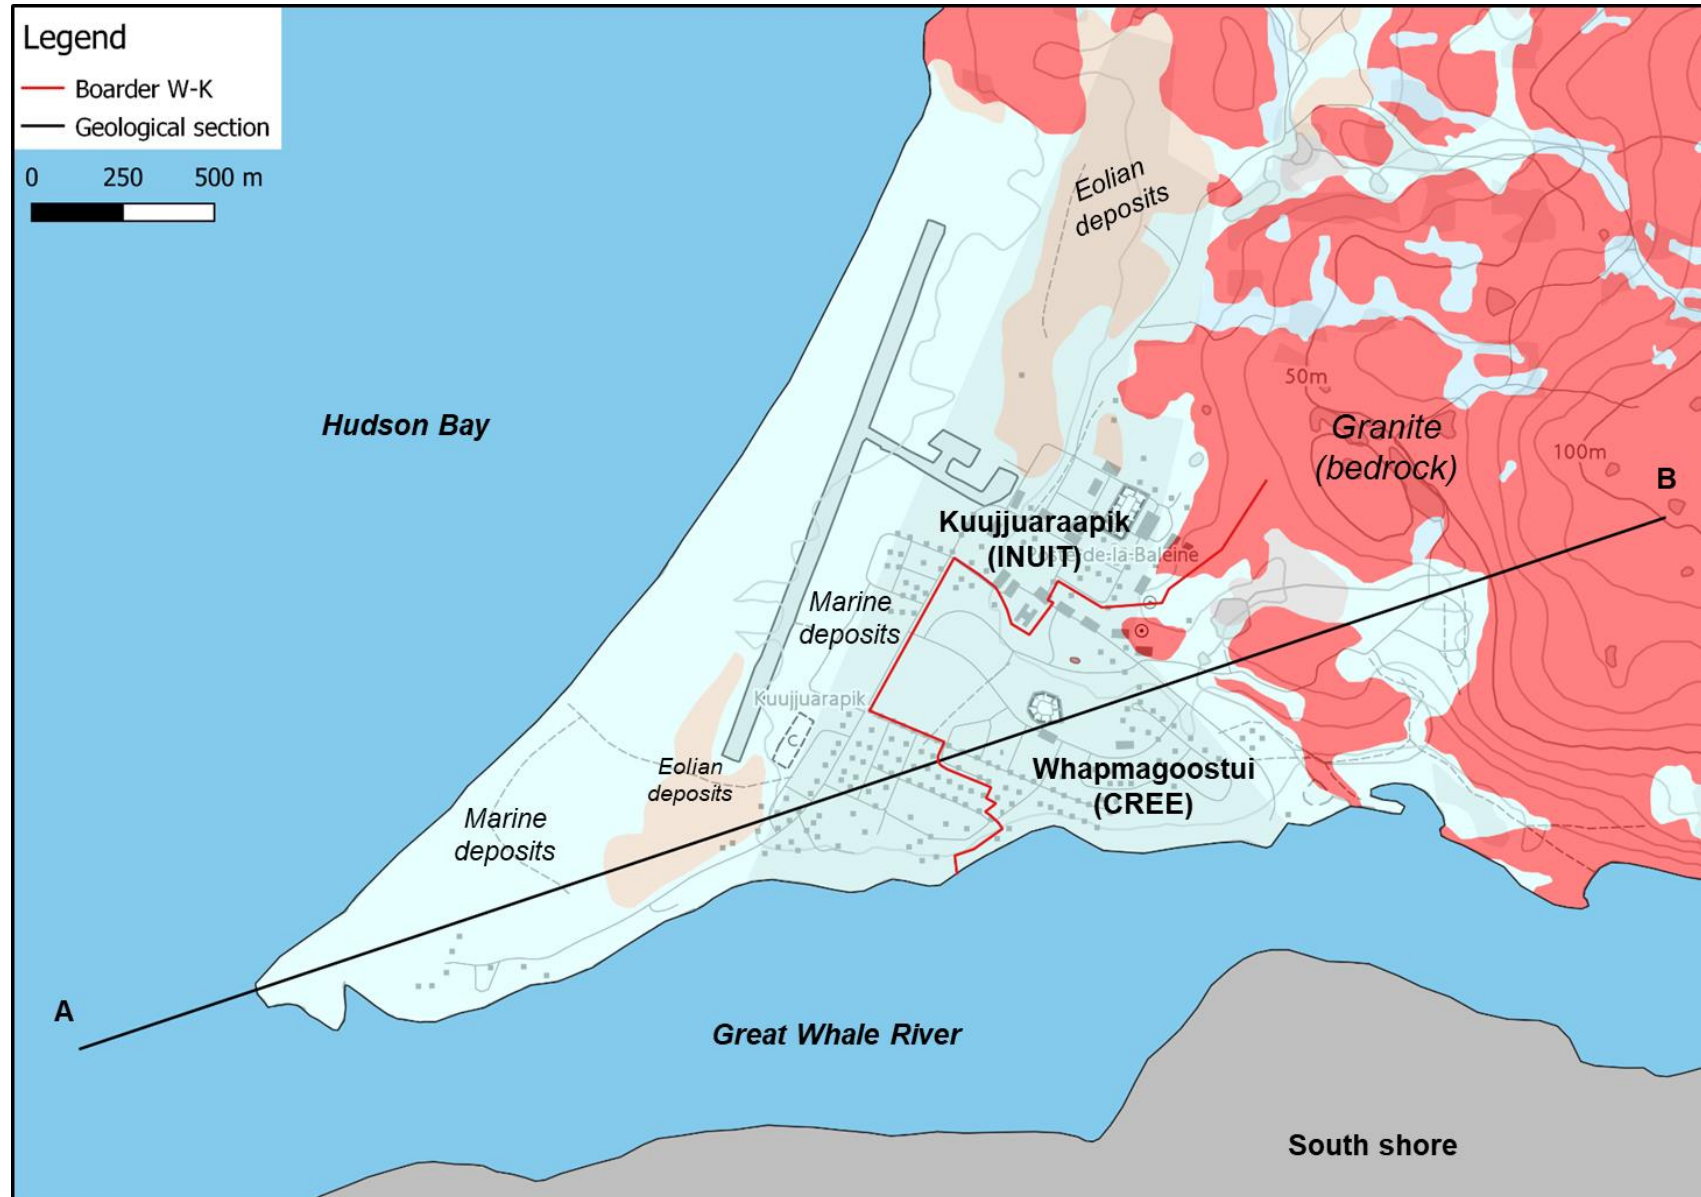 Legend
Boarder W-K
Geological section
0 250 500 m
Eolian
deposits
50m
Hudson Bay
Granite
(bedrock)
100m
B
Kuujjuaraapik
(INUIT)
Poste-de-la-Baleine
Marine
deposits
Kuujjuarapik
C
Eolian
deposits
Whapmagoostui
(CREE)
Marine
deposits
A
Great Whale River
South shore